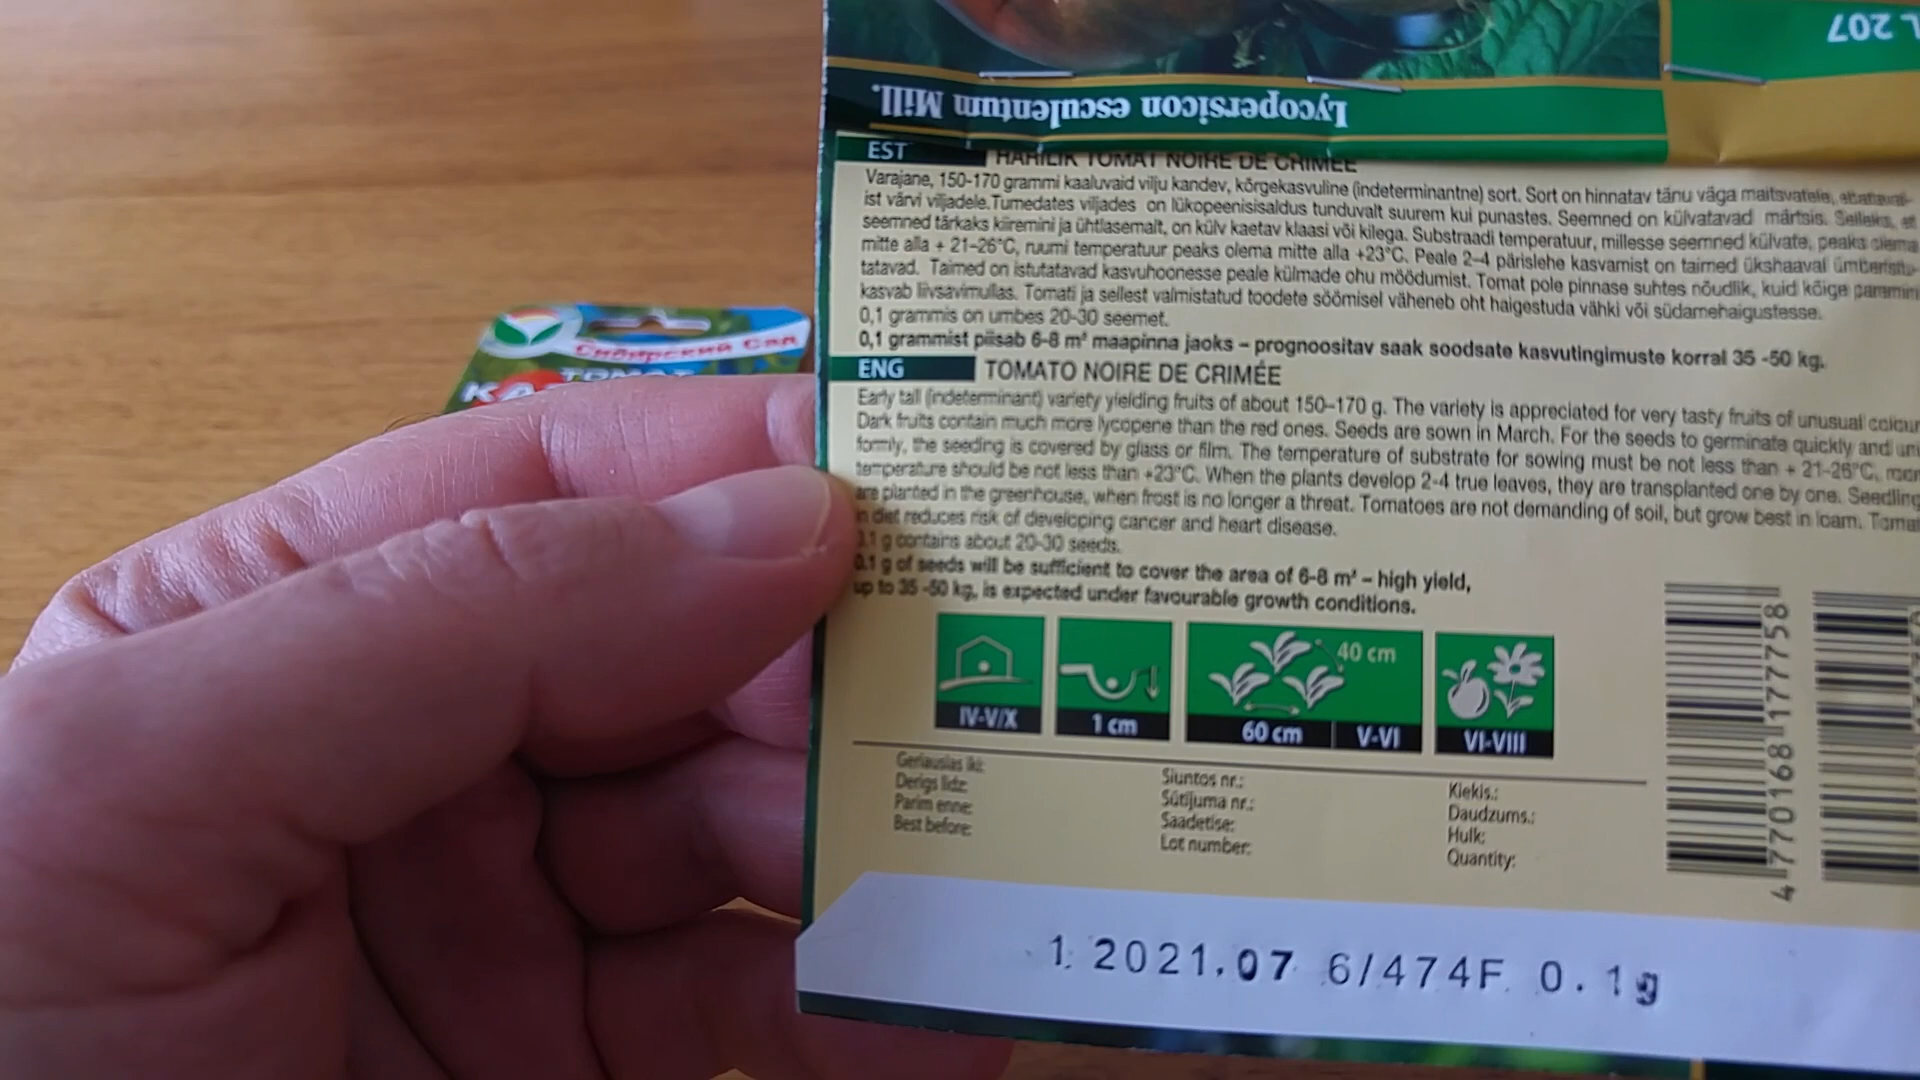 L 207
Lycopersicon esculentum Mill.
EST HARILIK TOMAT NOIRE DE CRIMÉE
Varajane, 150-170 grammi kaaluvaid vilju kandev, kõrgekasvuline (indeterminantne) sort. Sort on hinnatav tänu väga maitsvatele,
ist värvi viljadele.Tumedates viljades on lükopeenisisaldus tunduvalt suurem kui punastes. Seemned on külvatavad märtsis. Selleks, et
seemned tärkaks kiiremini ja ühtlasemalt, on külv kaetav klaasi või kilega. Substraadi temperatuur, millesse seemned külvate, peaks olema
mitte alla + 21-26°C, ruumi temperatuur peaks olema mitte alla +23°C. Peale 2-4 pärislehe kasvamist on taimed ükshaaval ümberistu-
tatavad. Taimed on istutatavad kasvuhoonesse peale külmade ohu möödumist. Tomat pole pinnase suhtes nõudlik, kuid kõige paremini
kasvab liivsavimullas. Tomati ja sellest valmistatud toodete söömisel väheneb oht haigestuda vähki või südamehaigustesse.
0,1 grammis on umbes 20-30 seemet.
0,1 grammist piisab 6-8 m² maapinna jaoks – prognoositav saak soodsate kasvutingimuste korral 35 -50 kg.
ENG TOMATO NOIRE DE CRIMÉE
Early tall (indeterminant) variety yielding fruits of about 150–170 g. The variety is appreciated for very tasty fruits of unusual colour
Dark fruits contain much more lycopene than the red ones. Seeds are sown in March. For the seeds to germinate quickly and uni
formly, the seeding is covered by glass or film. The temperature of substrate for sowing must be not less than + 21-26°C,
temperature should be not less than +23°C. When the plants develop 2-4 true leaves, they are transplanted one by one. Seedling
are planted in the greenhouse, when frost is no longer a threat. Tomatoes are not demanding of soil, but grow best in loam. Tomat
in diet reduces risk of developing cancer and heart disease.
0.1 g contains about 20-30 seeds.
0.1 g of seeds will be sufficient to cover the area of 6-8 m² – high yield,
up to 35 -50 kg, is expected under favourable growth conditions.
40 cm
IV-V/X 1 cm 60 cm V-VI VI-VIII
Geriausias iki:
Derīgs līdz:
Parim enne:
Best before:
Siuntos nr.:
Sūtījuma nr.:
Saadetise:
Lot number:
Kiekis.:
Daudzums.:
Hulk:
Quantity:
4 770168 177758
1. 2021.07 6/474F 0.1g
Сибирский Сад
ТОМАТ